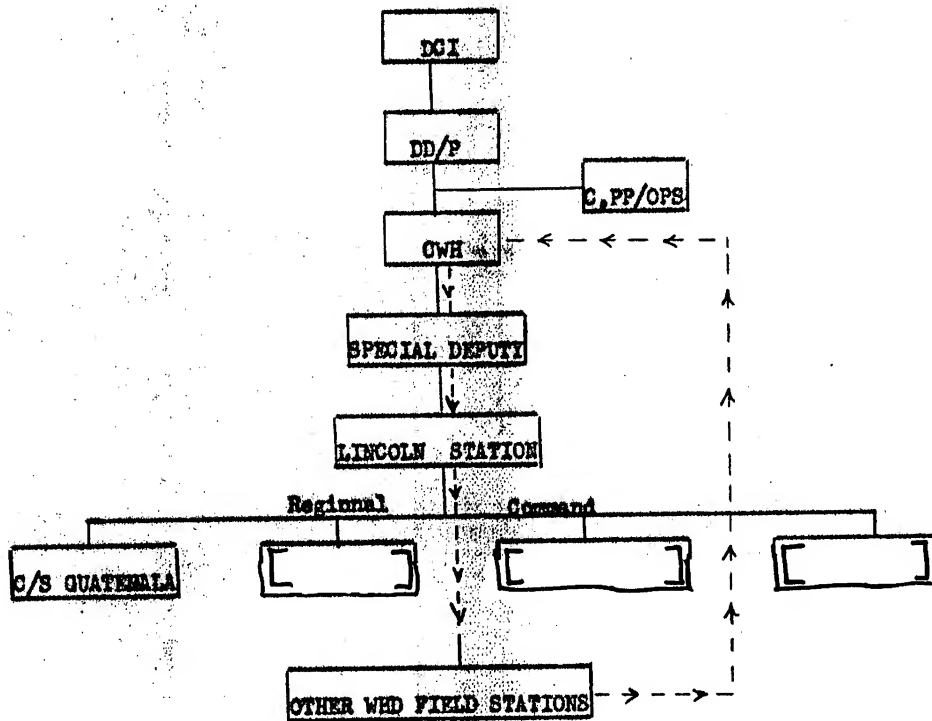 DCI
DD/P
C,PP/OPS
CWH
SPECIAL DEPUTY
LINCOLN STATION
Regional Command
C/S GUATEMALA
OTHER WHD FIELD STATIONS